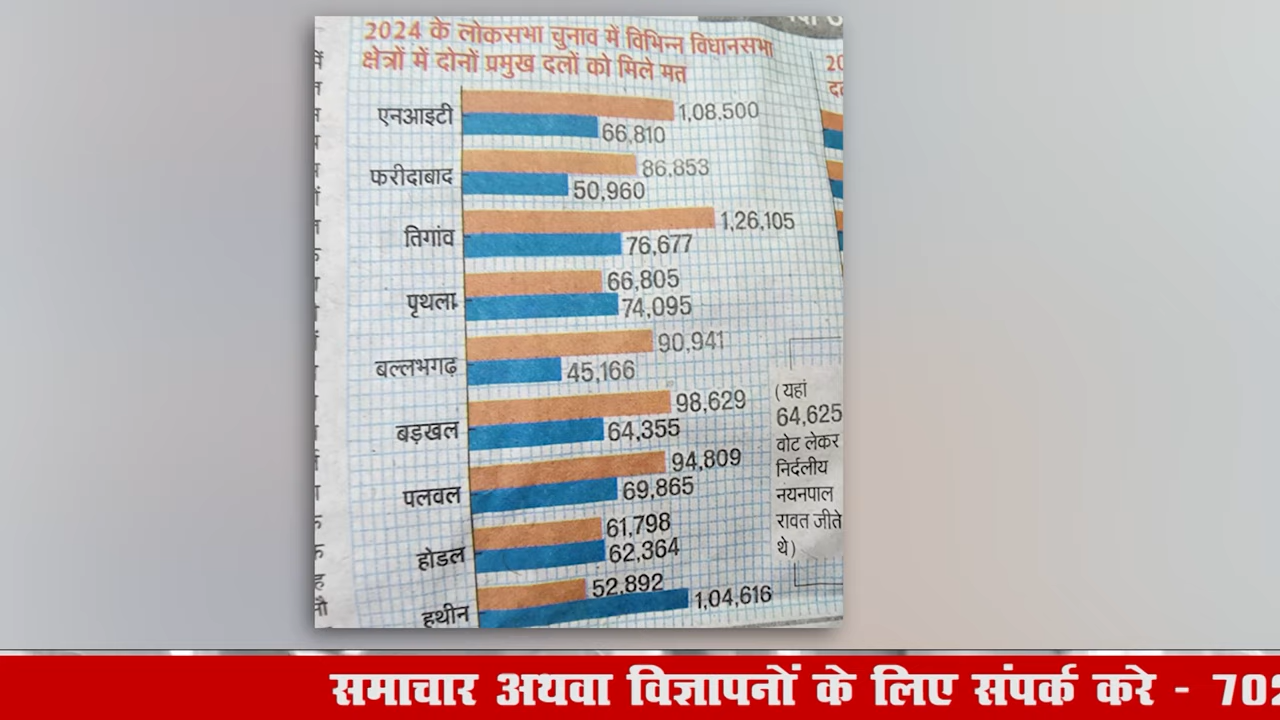 2024 के लोकसभा चुनाव में विभिन्न विधानसभा
क्षेत्रों में दोनों प्रमुख दलों को मिले मत
एनआइटी
1,08,500
66,810
फरीदाबाद
86,853
50,960
तिगांव
1,26,105
76,677
पृथला
66,805
74,095
बल्लभगढ़
90,941
45,166
बड़खल
98,629
64,355
पलवल
94,809
69,865
होडल
61,798
62,364
हथीन
52,892
1,04,616
(यहां
64,625
वोट लेकर
निर्दलीय
नयनपाल
रावत जीते
थे)
समाचार अथवा विज्ञापनों के लिए संपर्क करे - 702